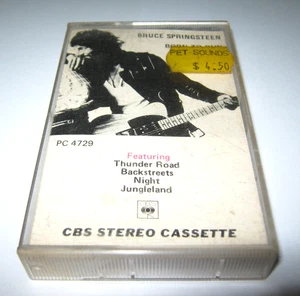 BRUCE SPRINGSTEEN
PET SOUNDS
$4.50
PC 4729
Featuring
Thunder Road
Backstreets
Night
Jungleland
CBS STEREO CASSETTE